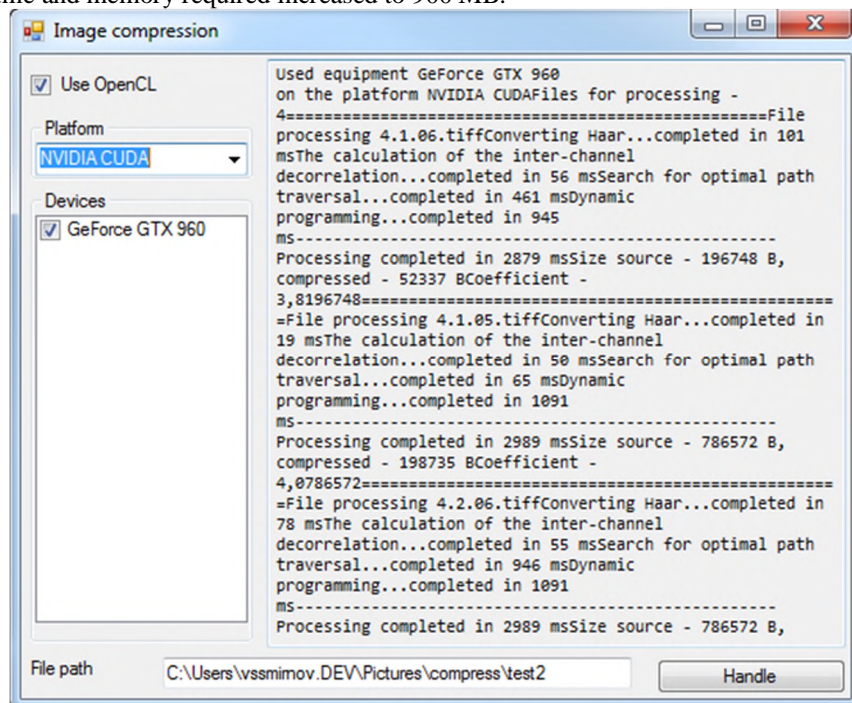 time and memory required increased to 900 MB.
Image compression
Use OpenCL
Platform
NVIDIA CUDA
Devices
GeForce GTX 960
Used equipment GeForce GTX 960
on the platform NVIDIA CUDAFiles for processing -
4===================================================File
processing 4.1.06.tiffConverting Haar...completed in 101
msThe calculation of the inter-channel
decorrelation...completed in 56 msSearch for optimal path
traversal...completed in 461 msDynamic
programming...completed in 945
ms---------------------------------------------------
Processing completed in 2879 msSize source - 196748 B,
compressed - 52337 BCoefficient -
3,8196748==================================================
=File processing 4.1.05.tiffConverting Haar...completed in
19 msThe calculation of the inter-channel
decorrelation...completed in 50 msSearch for optimal path
traversal...completed in 65 msDynamic
programming...completed in 1091
ms---------------------------------------------------
Processing completed in 2989 msSize source - 786572 B,
compressed - 198735 BCoefficient -
4,0786572==================================================
=File processing 4.2.06.tiffConverting Haar...completed in
78 msThe calculation of the inter-channel
decorrelation...completed in 55 msSearch for optimal path
traversal...completed in 946 msDynamic
programming...completed in 1091
ms---------------------------------------------------
Processing completed in 2989 msSize source - 786572 B,
File path
C:\Users\vssmirnov.DEV\Pictures\compress\test2
Handle